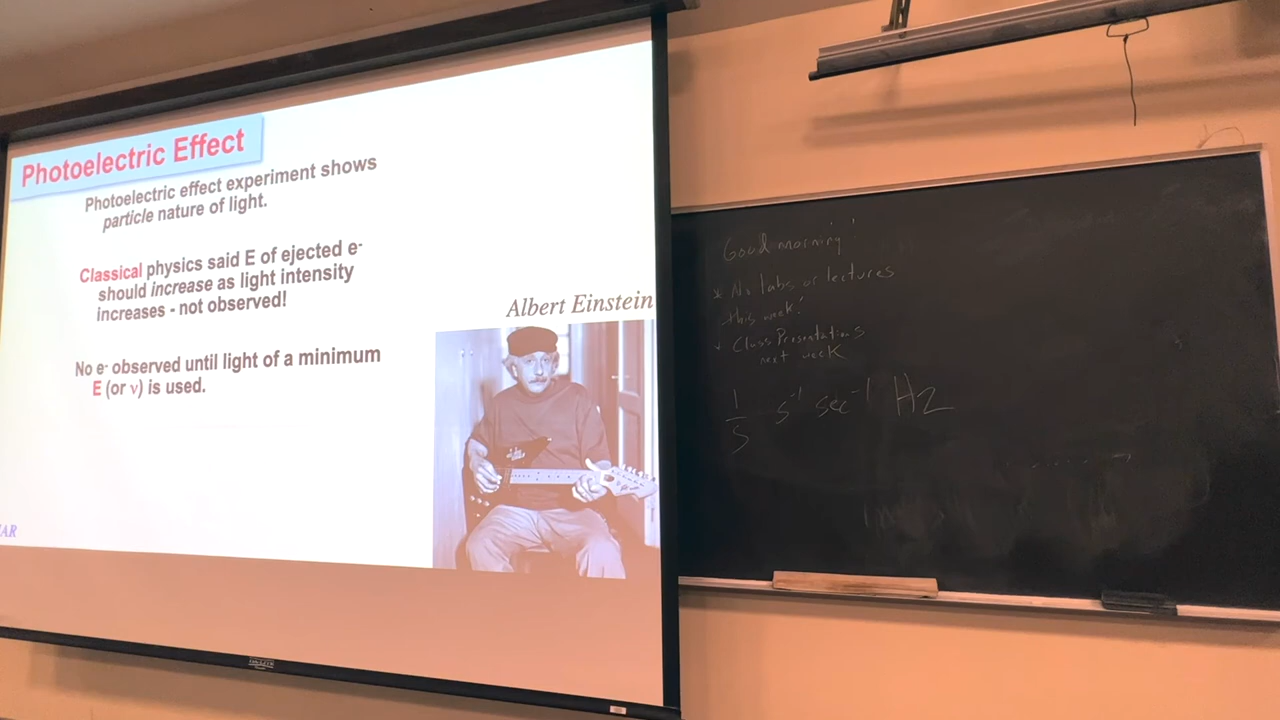 Photoelectric Effect
Photoelectric effect experiment shows
particle nature of light.
Classical physics said E of ejected e-
should increase as light intensity
increases - not observed!
No e- observed until light of a minimum
E (or ν) is used.
Albert Einstein
Good morning!
* No labs or lectures
this week!
Class Presentations
next week
1/s s⁻¹ sec⁻¹ Hz